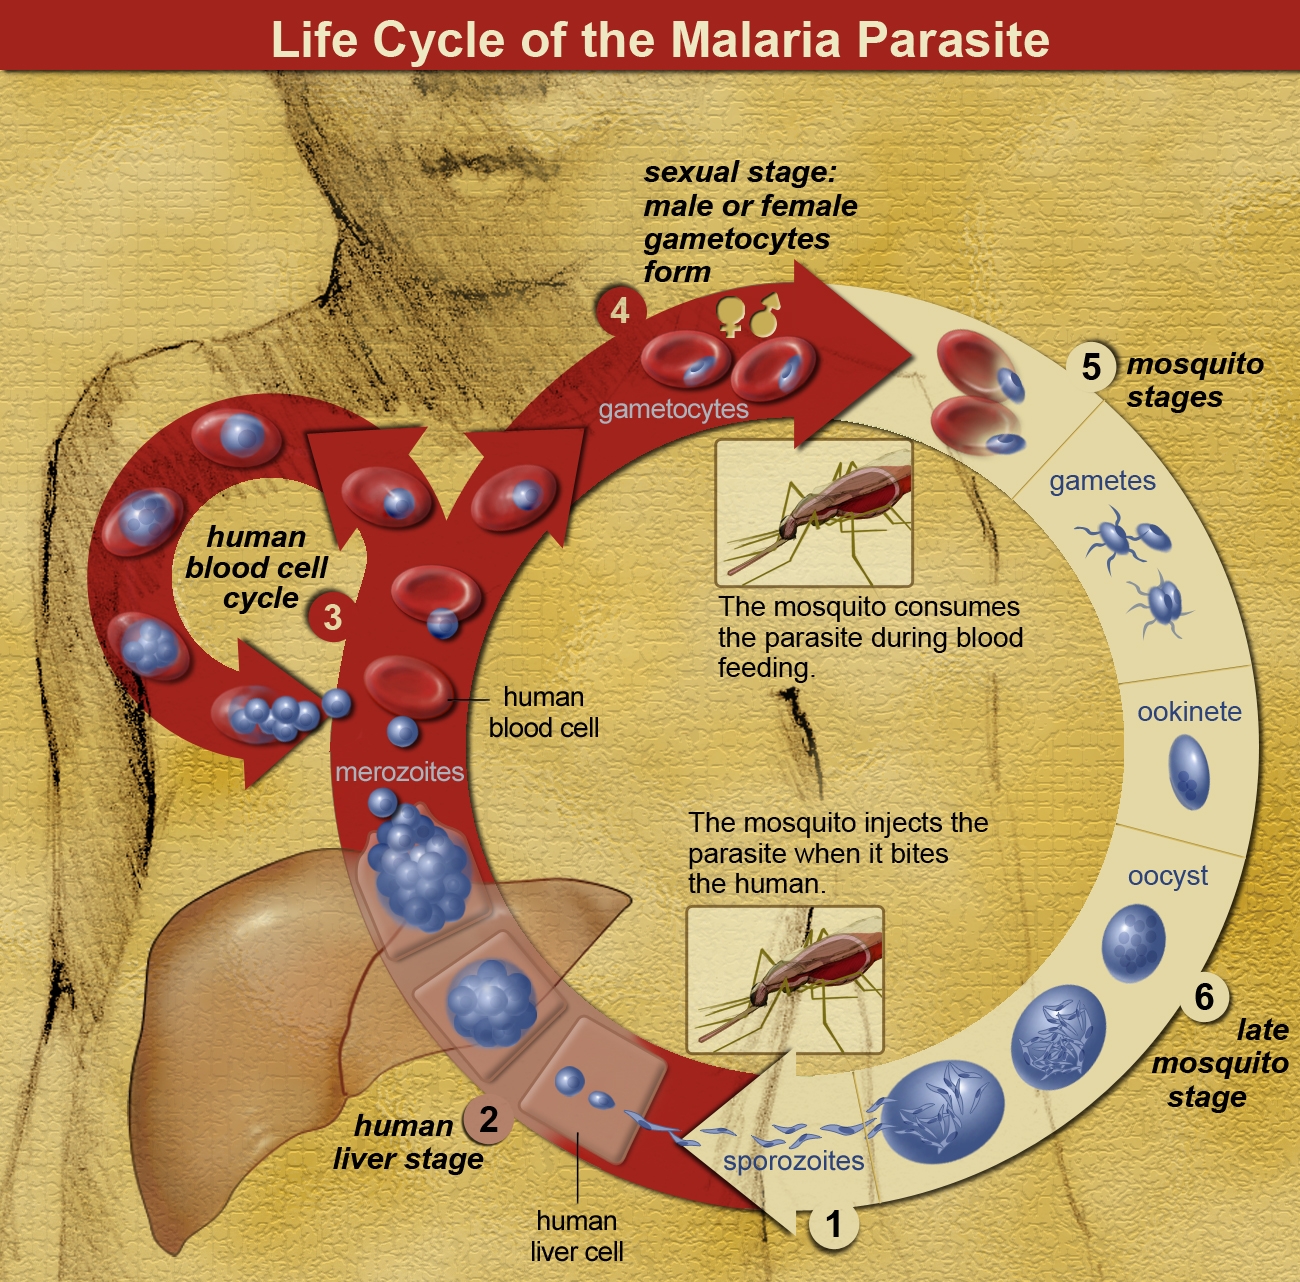 Life Cycle of the Malaria Parasite
sexual stage:
male or female
gametocytes
form
4
gametocytes
5
mosquito
stages
gametes
human
blood cell
cycle
3
The mosquito consumes
the parasite during blood
feeding.
human
blood cell
ookinete
merozoites
The mosquito injects the
parasite when it bites
the human.
oocyst
6
late
mosquito
stage
human
liver stage
2
sporozoites
1
human
liver cell